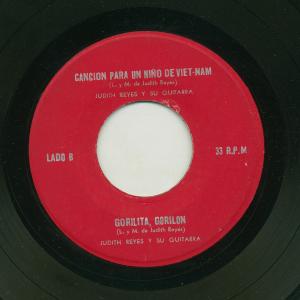 CANCION PARA UN NIÑO DE VIET-NAM
(L. y M. de Judith Reyes)
JUDITH REYES Y SU GUITARRA
LADO B
33 R.P.M
GORILITA, GORILON
(L. y M. de Judith Reyes)
JUDITH REYES Y SU GUITARRA